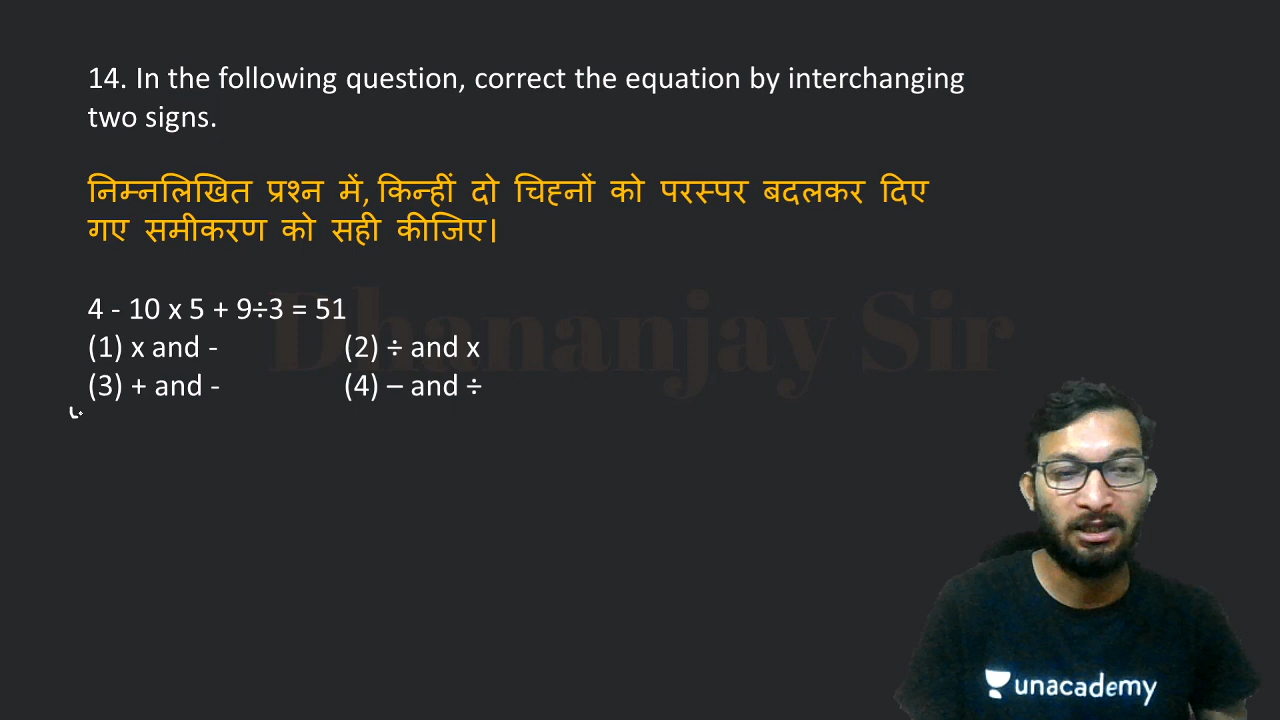 14. In the following question, correct the equation by interchanging
two signs.
निम्नलिखित प्रश्न में, किन्हीं दो चिह्नों को परस्पर बदलकर दिए
गए समीकरण को सही कीजिए।
4 - 10 x 5 + 9÷3 = 51
(1) x and - (2) ÷ and x
(3) + and - (4) – and ÷
Dhananjay Sir
unacademy